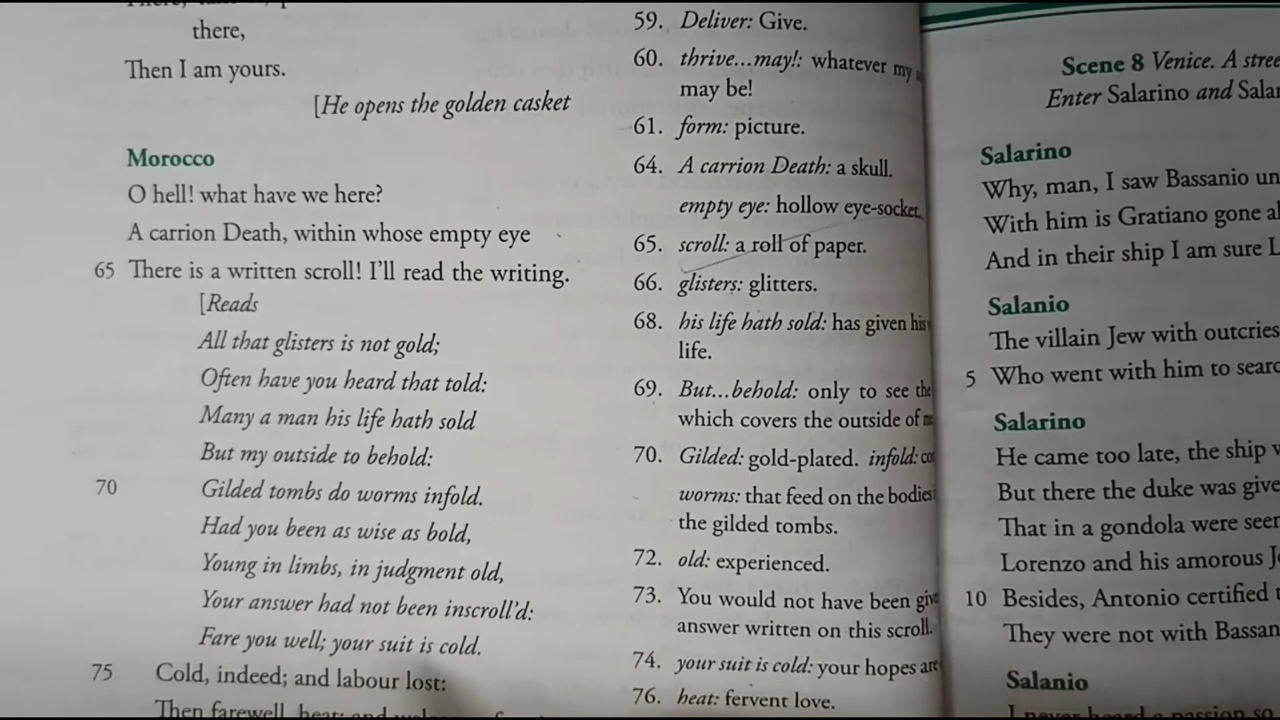 there,
Then I am yours.
[He opens the golden casket
Morocco
O hell! what have we here?
A carrion Death, within whose empty eye
65 There is a written scroll! I'll read the writing.
[Reads
All that glisters is not gold;
Often have you heard that told:
Many a man his life hath sold
But my outside to behold:
70 Gilded tombs do worms infold.
Had you been as wise as bold,
Young in limbs, in judgment old,
Your answer had not been inscroll'd:
Fare you well; your suit is cold.
75 Cold, indeed; and labour lost:
Then farewell, heat; and
59. Deliver: Give.
60. thrive...may!: whatever my
may be!
61. form: picture.
64. A carrion Death: a skull.
empty eye: hollow eye-socket.
65. scroll: a roll of paper.
66. glisters: glitters.
68. his life hath sold: has given his
life.
69. But...behold: only to see the
which covers the outside of
70. Gilded: gold-plated. infold:
worms: that feed on the bodies
the gilded tombs.
72. old: experienced.
73. You would not have been
answer written on this scroll.
74. your suit is cold: your hopes are
76. heat: fervent love.
Scene 8 Venice. A
Enter Salarino and
Salarino
Why, man, I saw Bassanio
With him is Gratiano gone
And in their ship I am sure
Salanio
The villain Jew with outcries
5 Who went with him to
Salarino
He came too late, the ship
But there the duke was
That in a gondola were
Lorenzo and his amorous
10 Besides, Antonio certified
They were not with
Salanio
I never heard a passion so